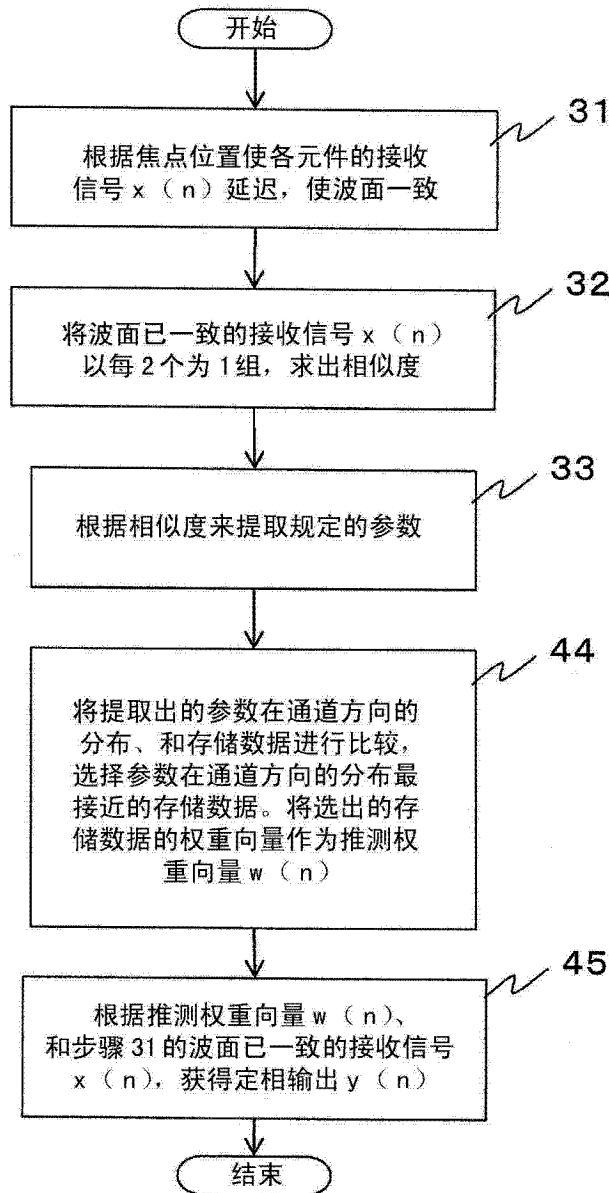 开始
31
根据焦点位置使各元件的接收
信号x（n）延迟，使波面一致
32
将波面已一致的接收信号x（n）
以每2个为1组，求出相似度
33
根据相似度来提取规定的参数
44
将提取出的参数在通道方向的
分布、和存储数据进行比较，
选择参数在通道方向的分布最
接近的存储数据。将选出的存
储数据的权重向量作为推测权
重向量w（n）
45
根据推测权重向量w（n）、
和步骤31的波面已一致的接收信号
x（n），获得定相输出y（n）
结束